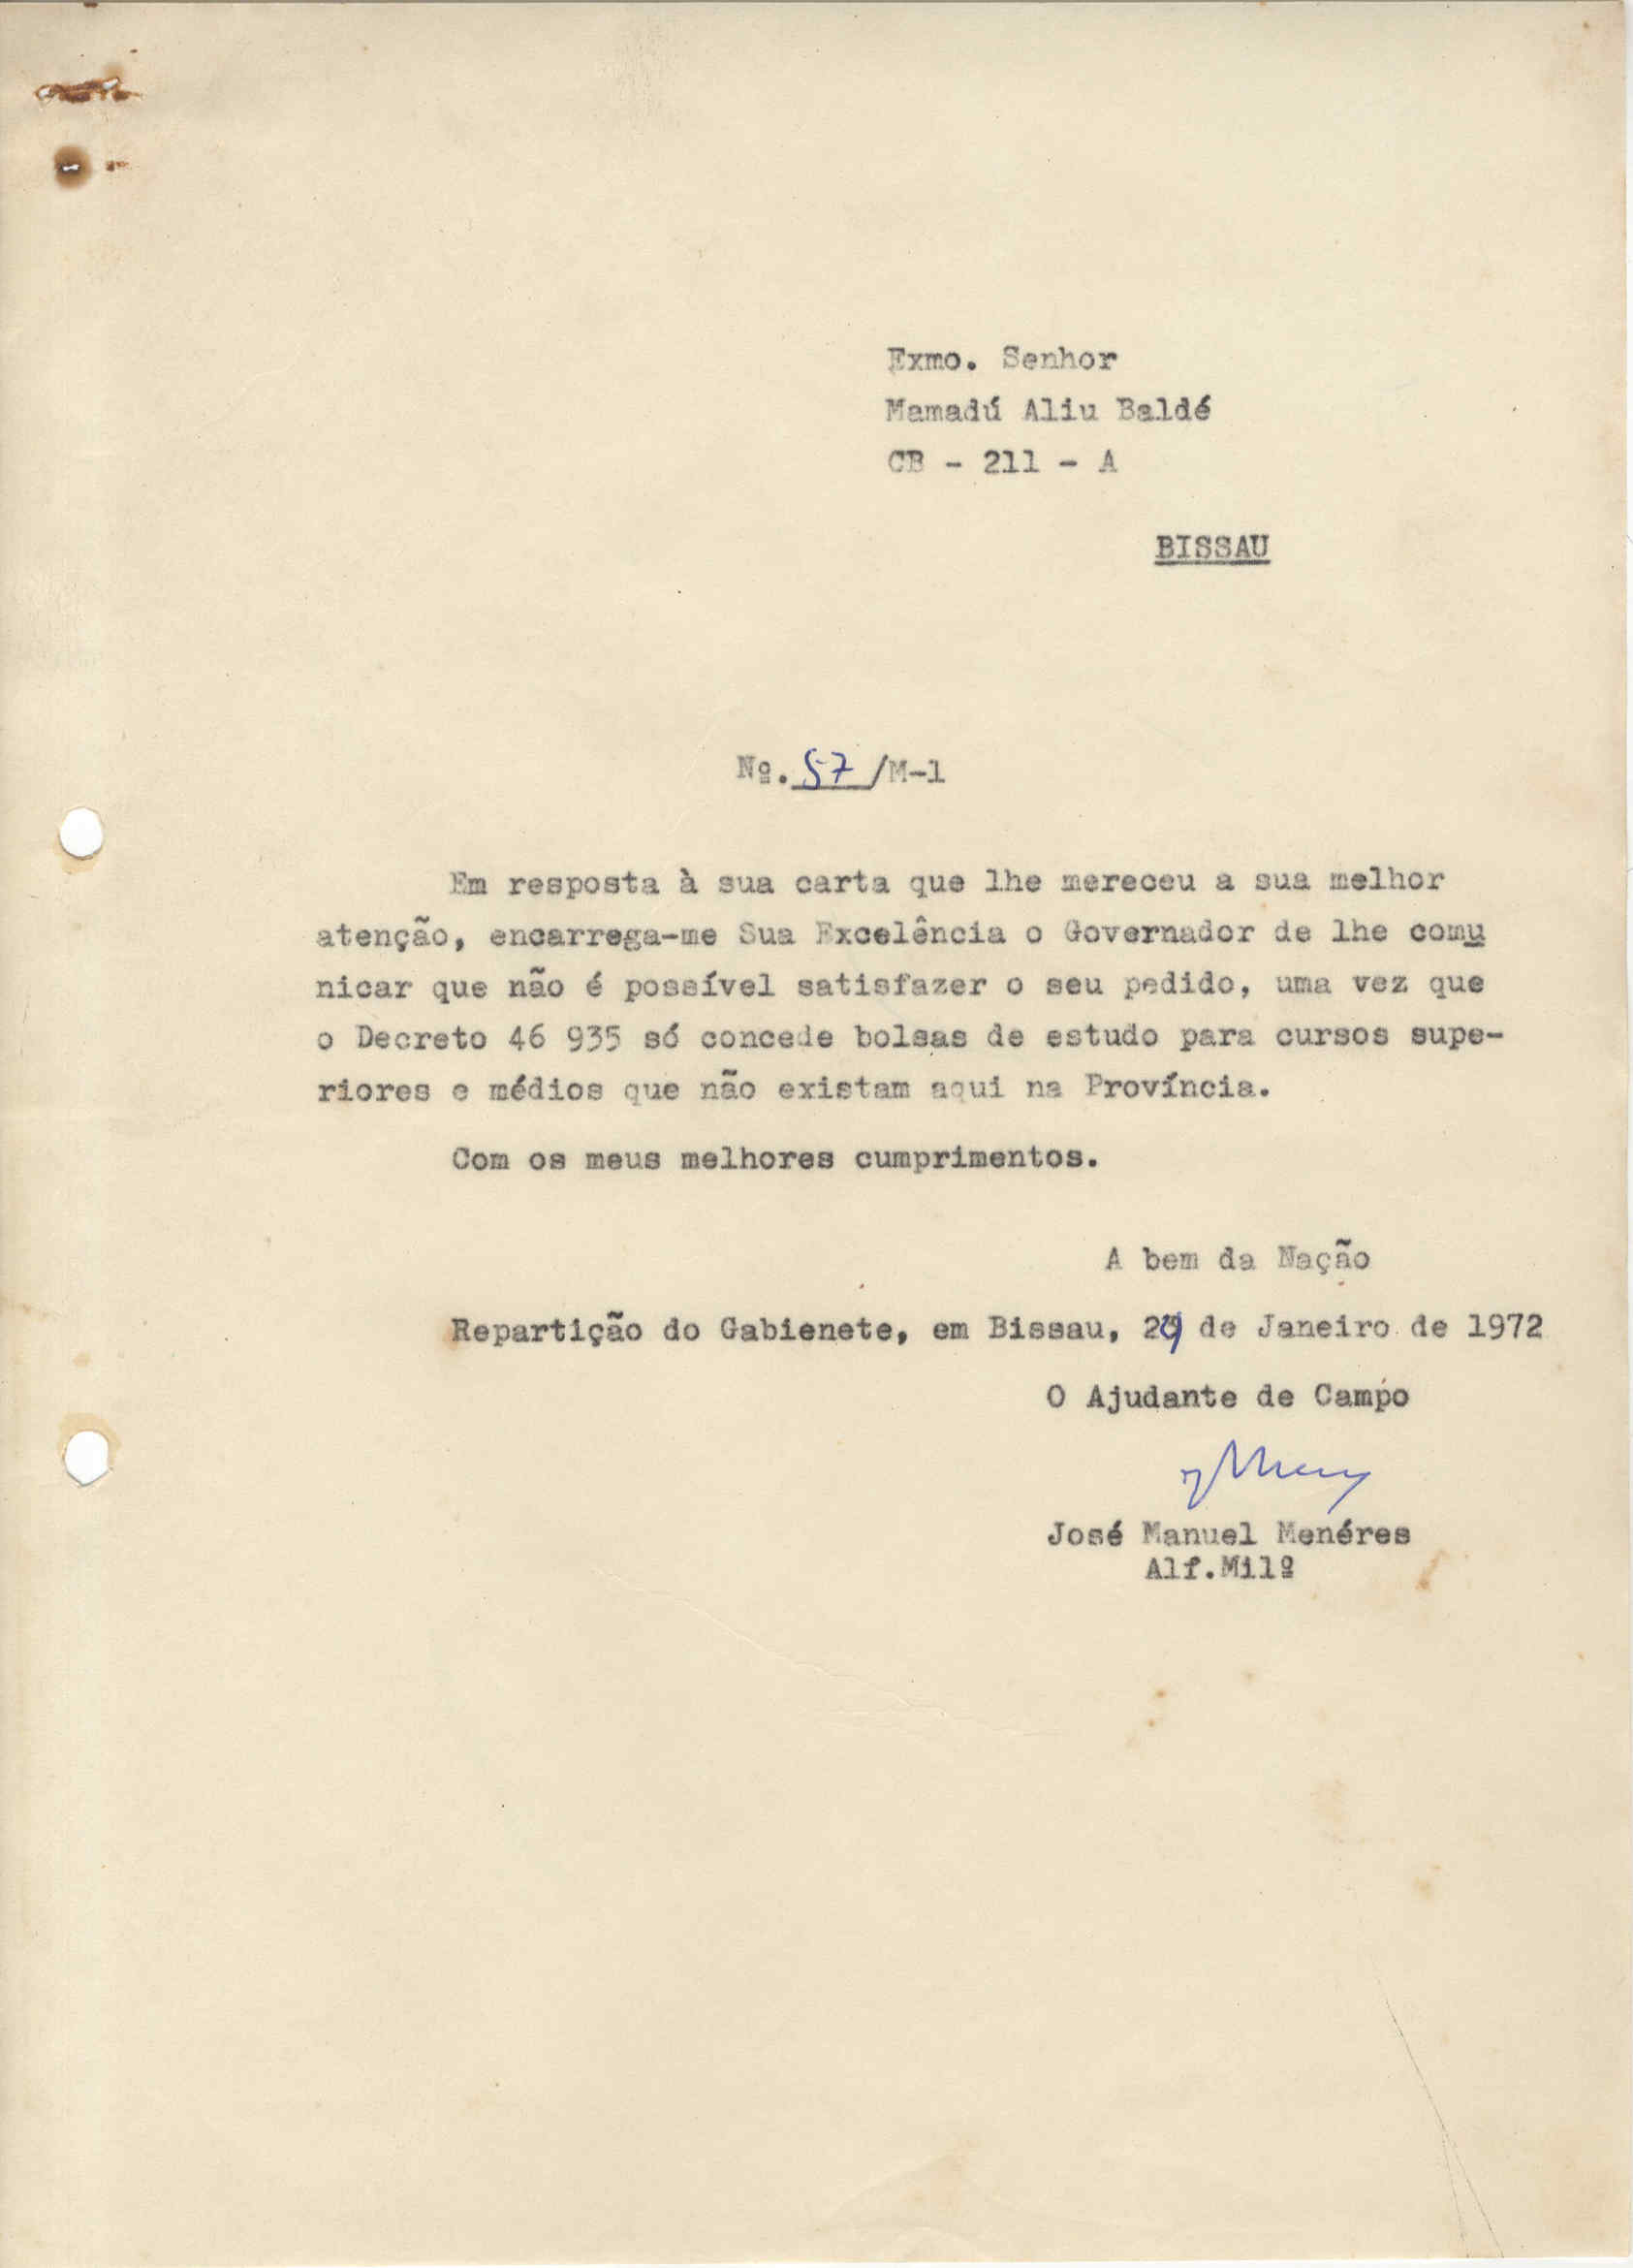 Exmo. Senhor
Mamadú Aliu Baldé
CB - 211 - A
BISSAU
Nº. 57 /M-1
Em resposta à sua carta que lhe mereceu a sua melhor
atenção, encarrega-me Sua Excelência o Governador de lhe comu
nicar que não é possível satisfazer o seu pedido, uma vez que
o Decreto 46 935 só concede bolsas de estudo para cursos supe-
riores e médios que não existam aqui na Província.
Com os meus melhores cumprimentos.
A bem da Nação
Repartição do Gabienete, em Bissau, de Janeiro de 1972
O Ajudante de Campo
José Manuel Menéres
Alf.Milº